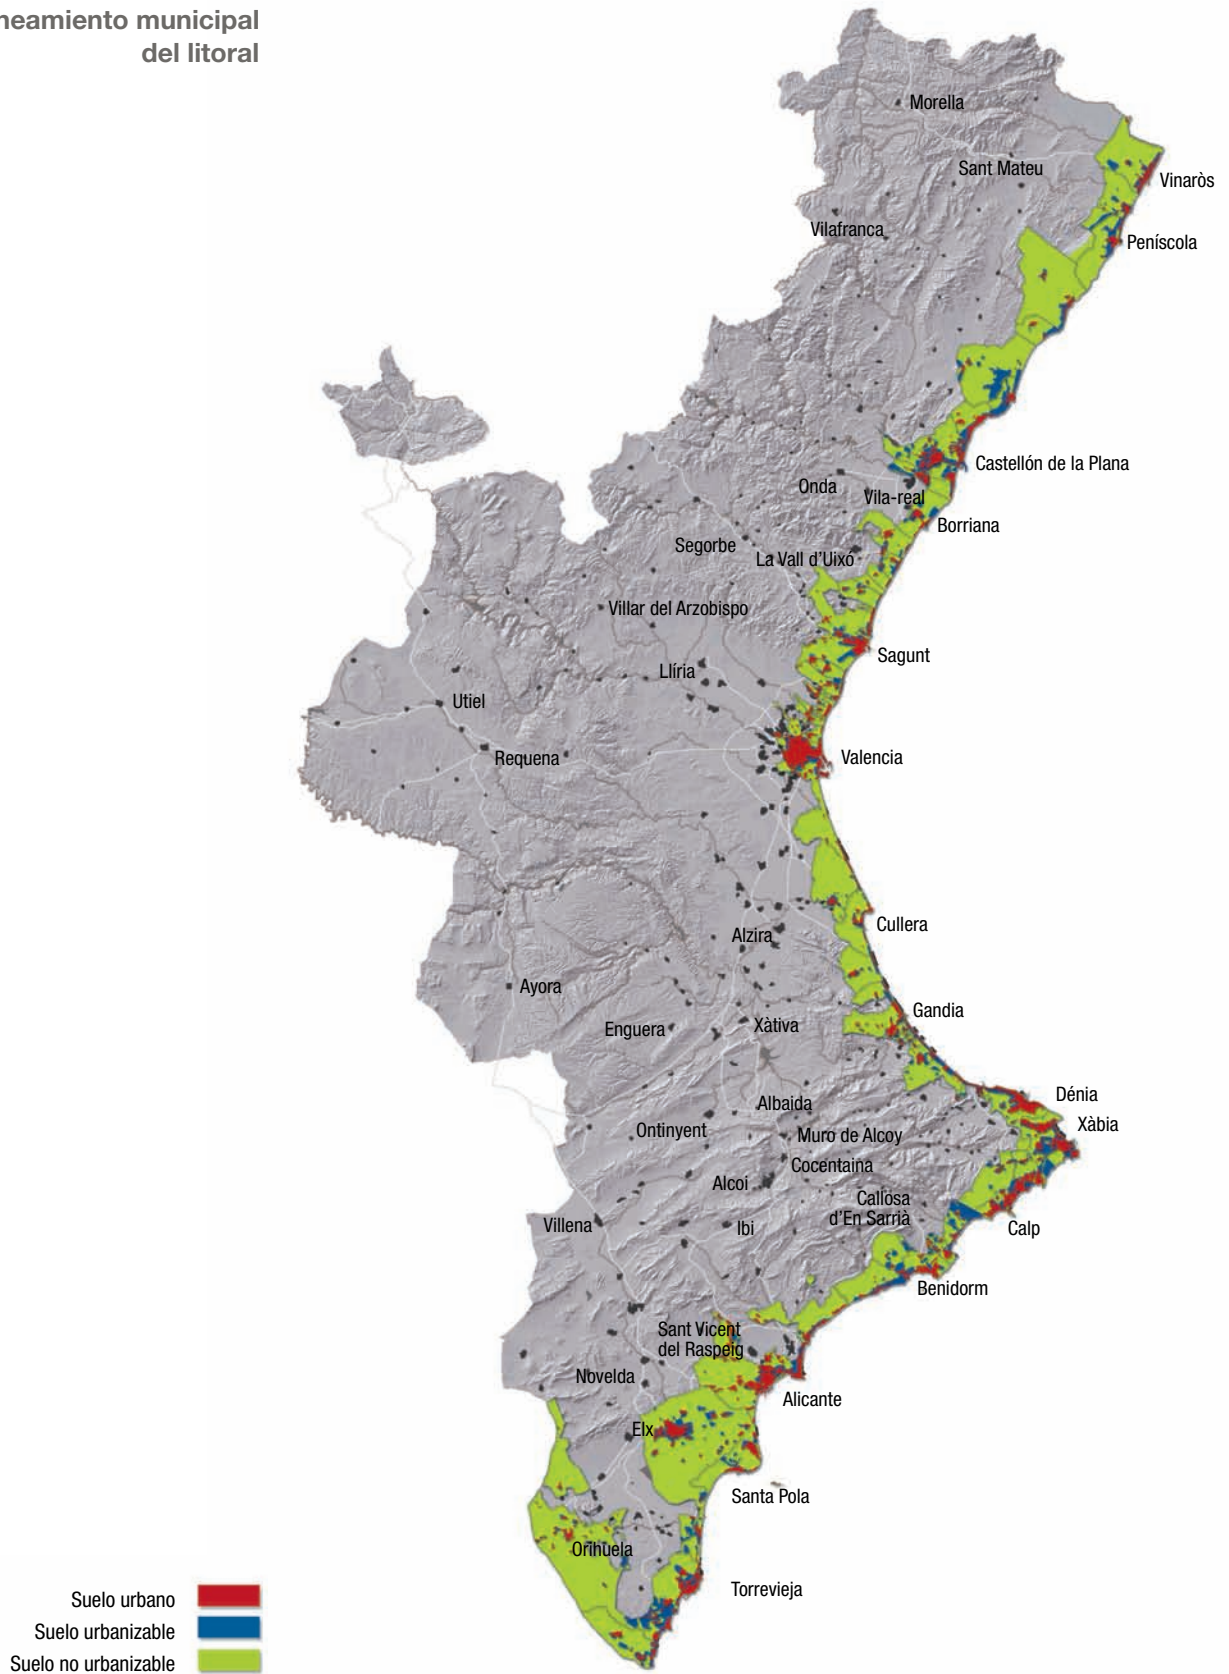 neamiento municipal
del litoral
Morella
Sant Mateu
Vinaròs
Vilafranca
Peníscola
Castellón de la Plana
Onda
Vila-real
Borriana
Segorbe
La Vall d'Uixó
Villar del Arzobispo
Sagunt
Llíria
Utiel
Requena
Valencia
Cullera
Alzira
Ayora
Gandia
Enguera
Xàtiva
Dénia
Albaida
Xàbia
Ontinyent
Muro de Alcoy
Cocentaina
Alcoi
Callosa
d'En Sarrià
Villena
Ibi
Calp
Benidorm
Sant Vicent
del Raspeig
Novelda
Alicante
Elx
Santa Pola
Orihuela
Torrevieja
Suelo urbano
Suelo urbanizable
Suelo no urbanizable